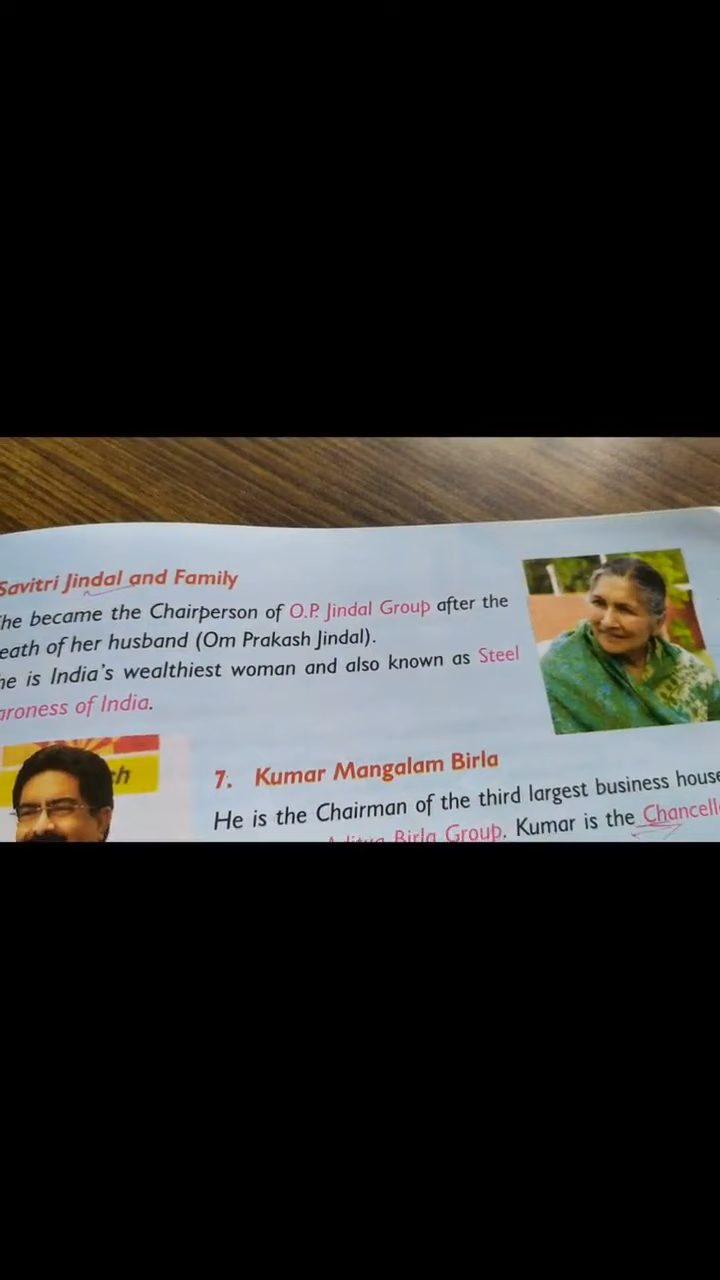 Savitri Jindal and Family
he became the Chairperson of O.P. Jindal Group after the
eath of her husband (Om Prakash Jindal).
he is India's wealthiest woman and also known as Steel
aroness of India.
7. Kumar Mangalam Birla
He is the Chairman of the third largest business house
Birla Group. Kumar is the Chancell